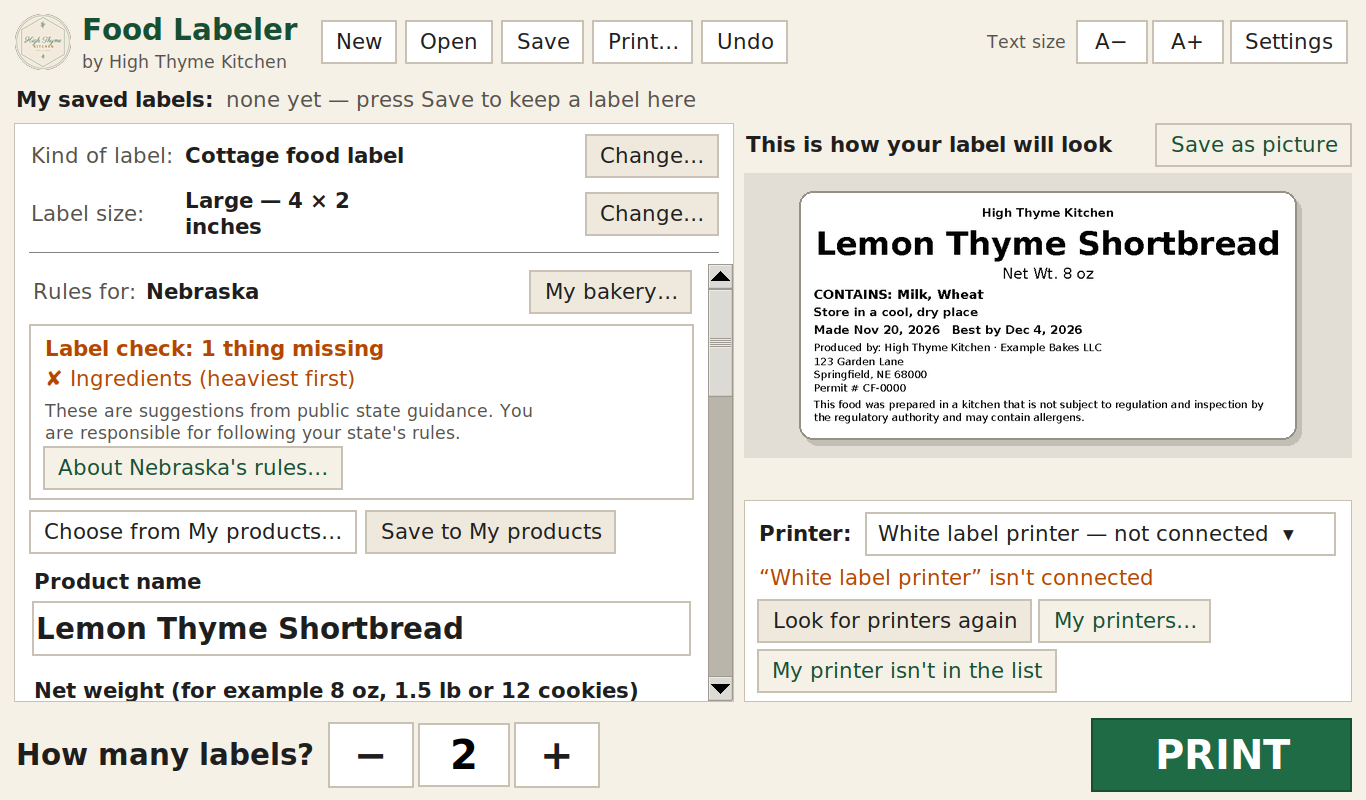 High Thyme
KITCHEN
Food Labeler
by High Thyme Kitchen
New
Open
Save
Print...
Undo
Text size
A−
A+
Settings
My saved labels: none yet — press Save to keep a label here
Kind of label: Cottage food label
Change...
Label size: Large — 4 × 2
inches
Change...
Rules for: Nebraska
My bakery...
Label check: 1 thing missing
✘ Ingredients (heaviest first)
These are suggestions from public state guidance. You
are responsible for following your state's rules.
About Nebraska's rules...
Choose from My products...
Save to My products
Product name
Lemon Thyme Shortbread
Net weight (for example 8 oz, 1.5 lb or 12 cookies)
This is how your label will look
Save as picture
High Thyme Kitchen
Lemon Thyme Shortbread
Net Wt. 8 oz
CONTAINS: Milk, Wheat
Store in a cool, dry place
Made Nov 20, 2026 Best by Dec 4, 2026
Produced by: High Thyme Kitchen · Example Bakes LLC
123 Garden Lane
Springfield, NE 68000
Permit # CF-0000
This food was prepared in a kitchen that is not subject to regulation and inspection by
the regulatory authority and may contain allergens.
Printer: White label printer — not connected ▾
“White label printer” isn't connected
Look for printers again
My printers...
My printer isn't in the list
How many labels?
−
2
+
PRINT